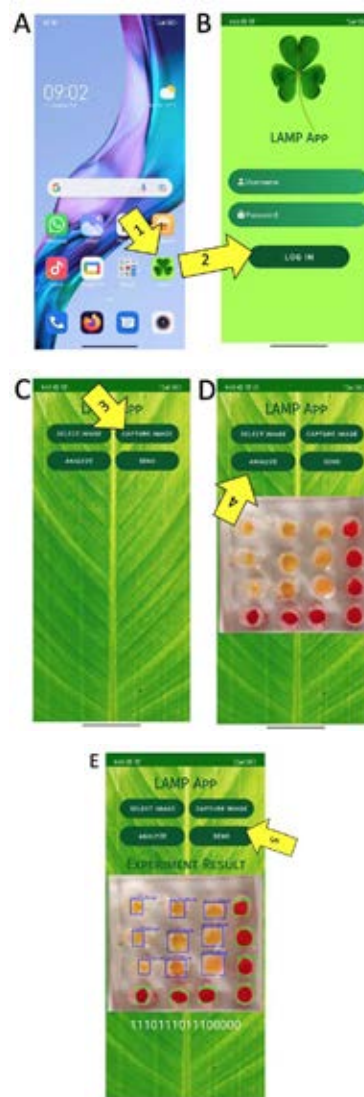 A
B
09:02
LAMP APP
Username
Password
LOG IN
1
2
C
D
LAMP APP
SELECT IMAGE
CAPTURE IMAGE
ANALYZE
SEND
3
LAMP APP
SELECT IMAGE
CAPTURE IMAGE
ANALYZE
SEND
4
E
LAMP APP
SELECT IMAGE
CAPTURE IMAGE
ANALYZE
SEND
5
EXPERIMENT RESULT
1110111011100000